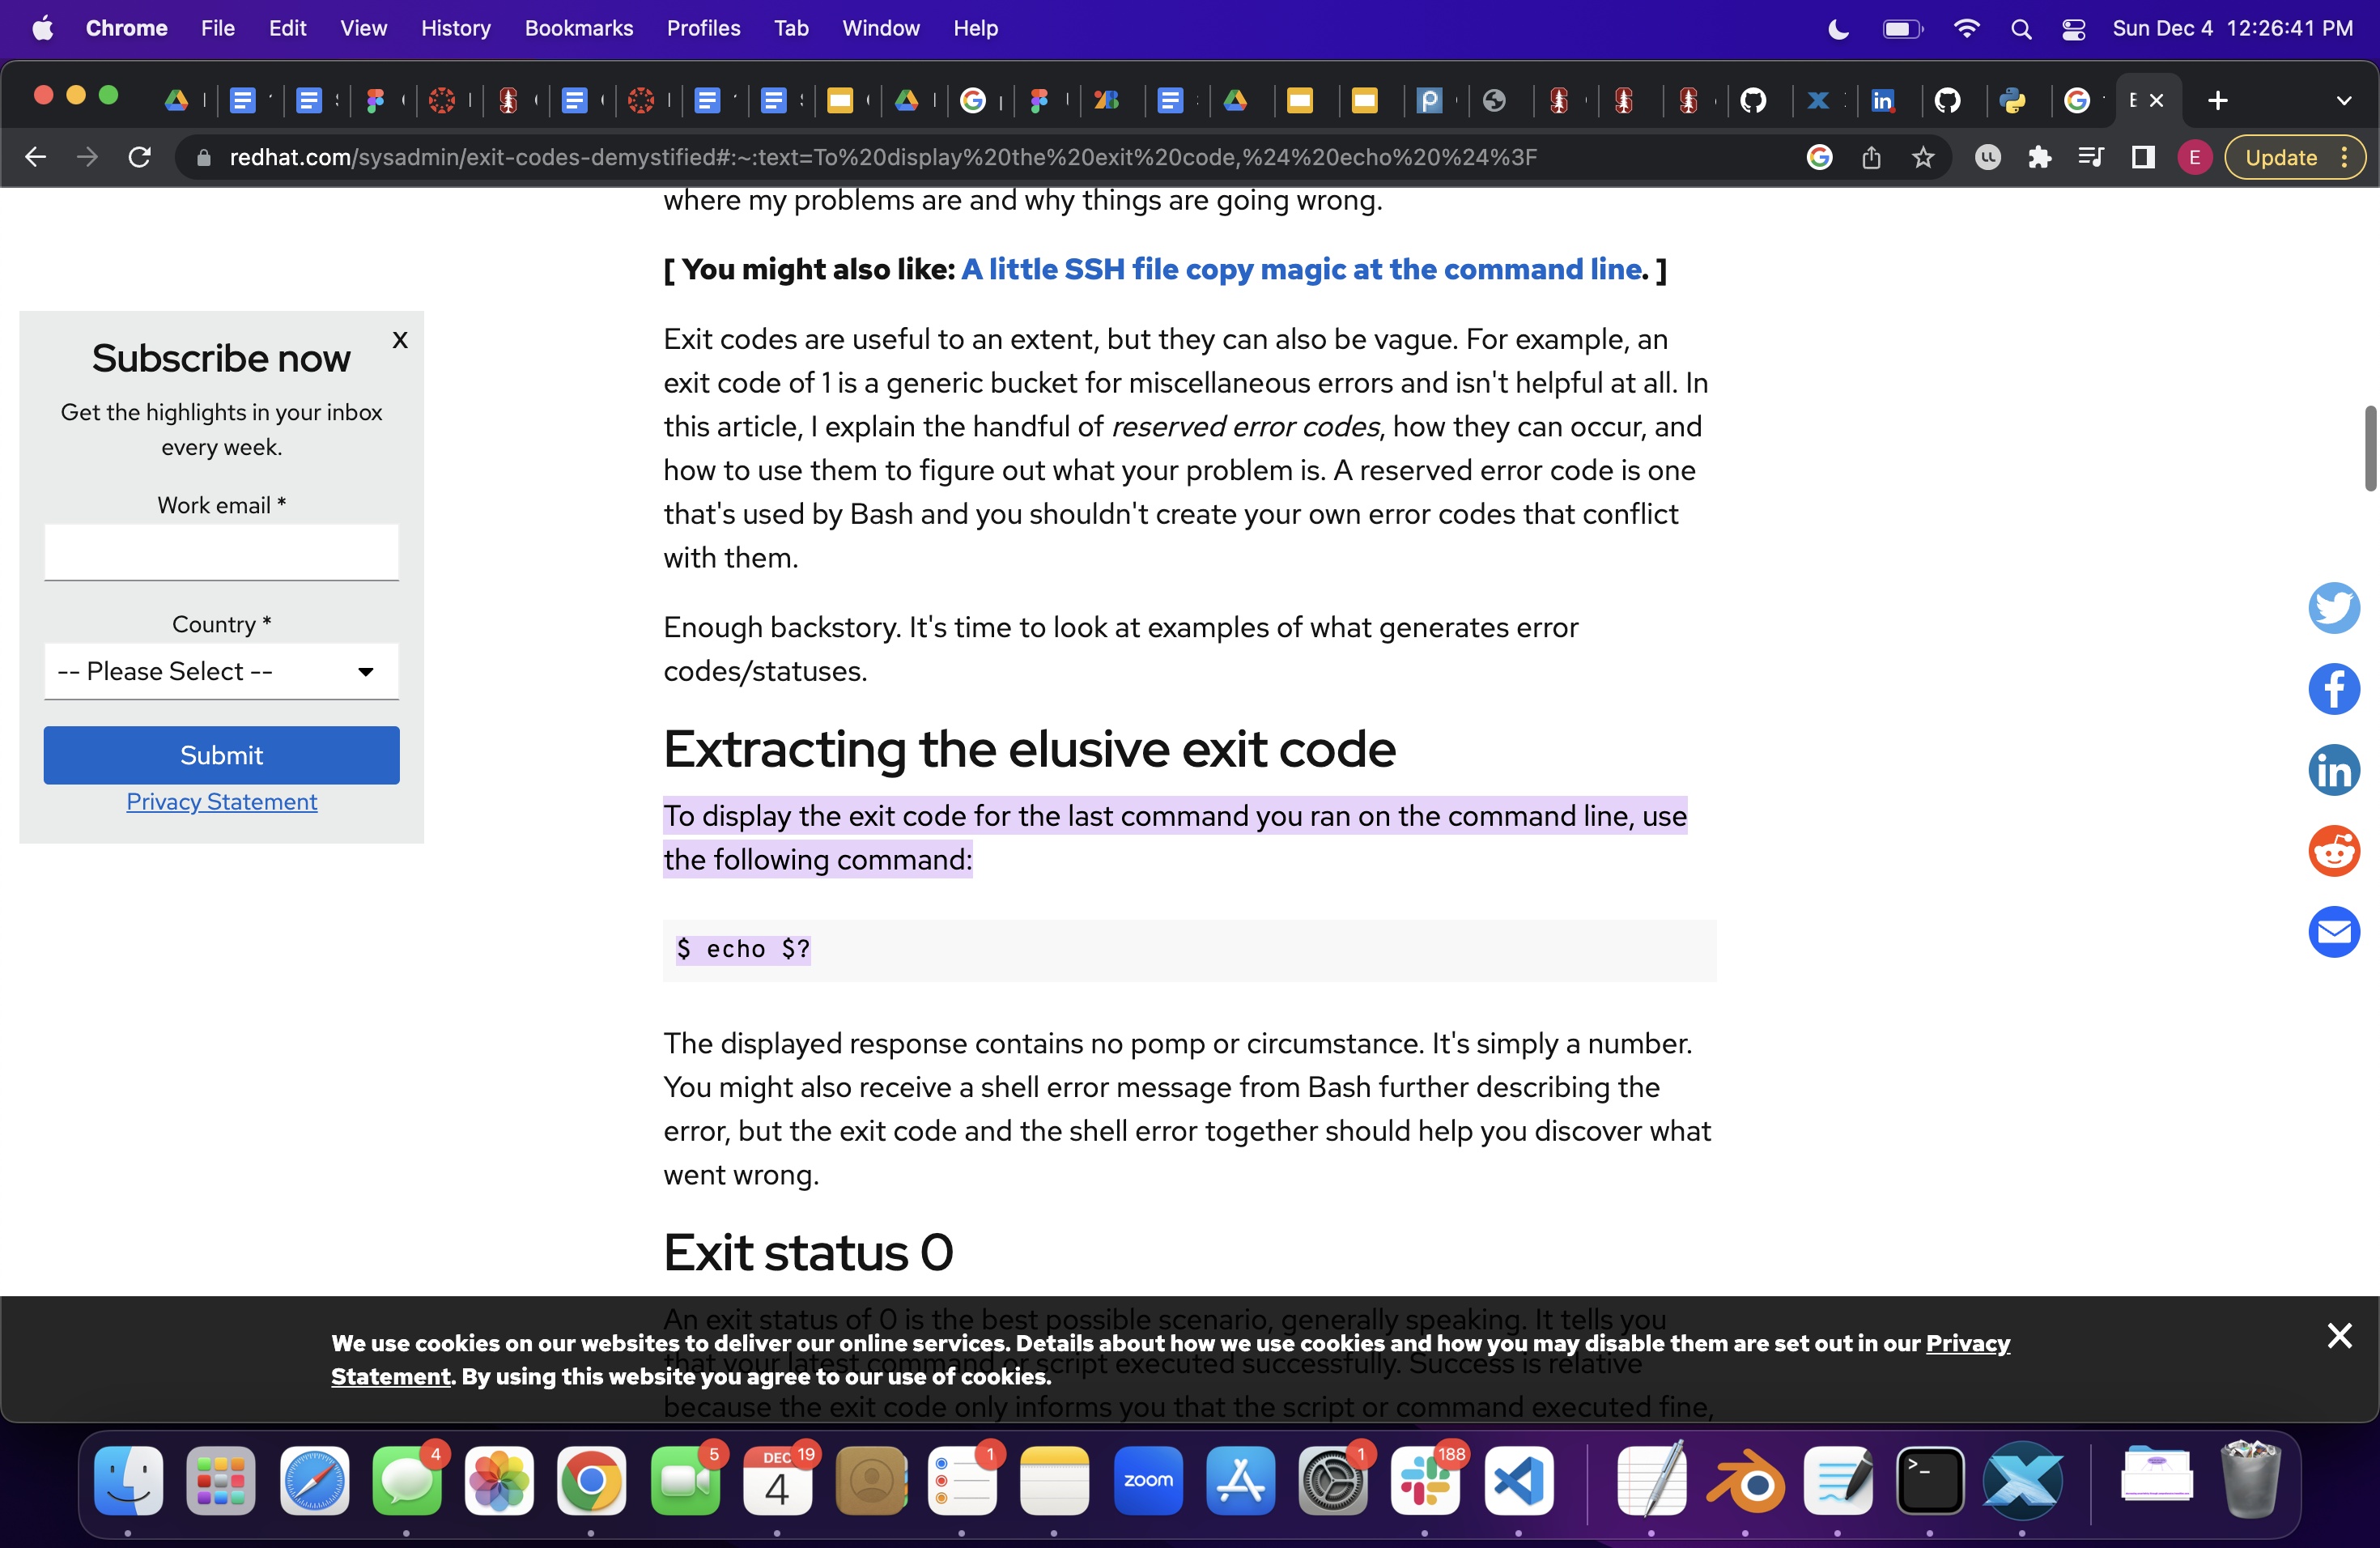 Chrome File Edit View History Bookmarks Profiles Tab Window Help Sun Dec 4 12:26:41 PM
E
redhat.com/sysadmin/exit-codes-demystified#:~:text=To%20display%20the%20exit%20code,%24%20echo%20%24%3F
E Update
where my problems are and why things are going wrong.
[ You might also like: A little SSH file copy magic at the command line. ]
Exit codes are useful to an extent, but they can also be vague. For example, an
exit code of 1 is a generic bucket for miscellaneous errors and isn't helpful at all. In
this article, I explain the handful of reserved error codes, how they can occur, and
how to use them to figure out what your problem is. A reserved error code is one
that's used by Bash and you shouldn't create your own error codes that conflict
with them.
Enough backstory. It's time to look at examples of what generates error
codes/statuses.
Extracting the elusive exit code
To display the exit code for the last command you ran on the command line, use
the following command:
$ echo $?
The displayed response contains no pomp or circumstance. It's simply a number.
You might also receive a shell error message from Bash further describing the
error, but the exit code and the shell error together should help you discover what
went wrong.
Exit status 0
An exit status of 0 is the best possible scenario, generally speaking. It tells you
that your latest command or script executed successfully. Success is relative
because the exit code only informs you that the script or command executed fine,
X
Subscribe now
Get the highlights in your inbox
every week.
Work email *
Country *
-- Please Select --
Submit
Privacy Statement
We use cookies on our websites to deliver our online services. Details about how we use cookies and how you may disable them are set out in our Privacy
Statement. By using this website you agree to our use of cookies.
4 5 DEC 19 1 1 188
4 zoom